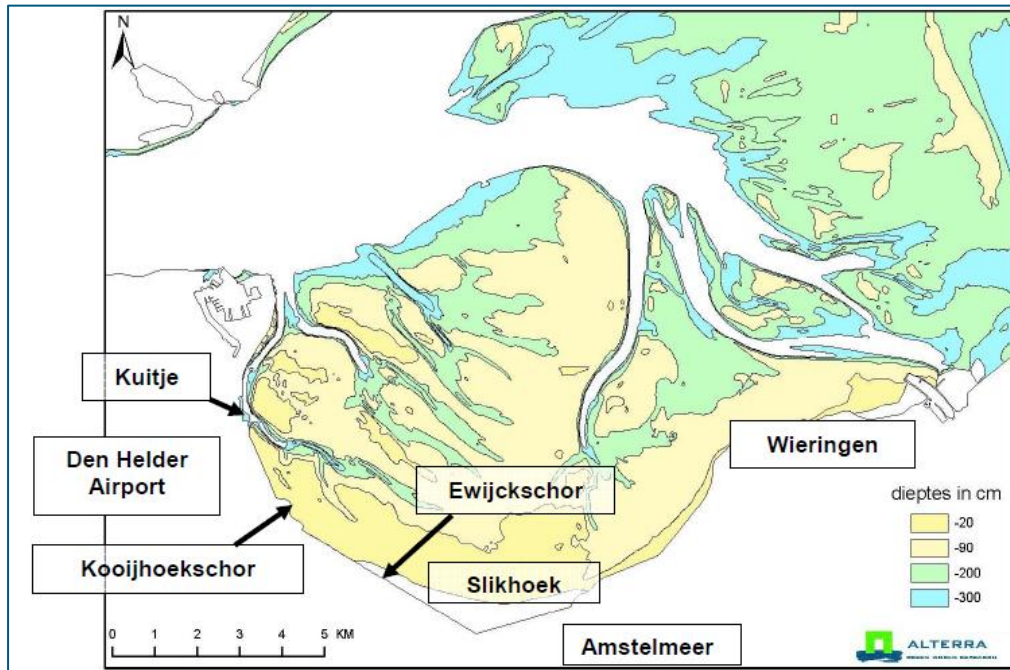 N
Kuitje
Den Helder
Airport
Ewijckschor
Wieringen
Kooijhoekschor
Slikhoek
dieptes in cm
-20
-90
-200
-300
0 1 2 3 4 5 KM
Amstelmeer
ALTERRA